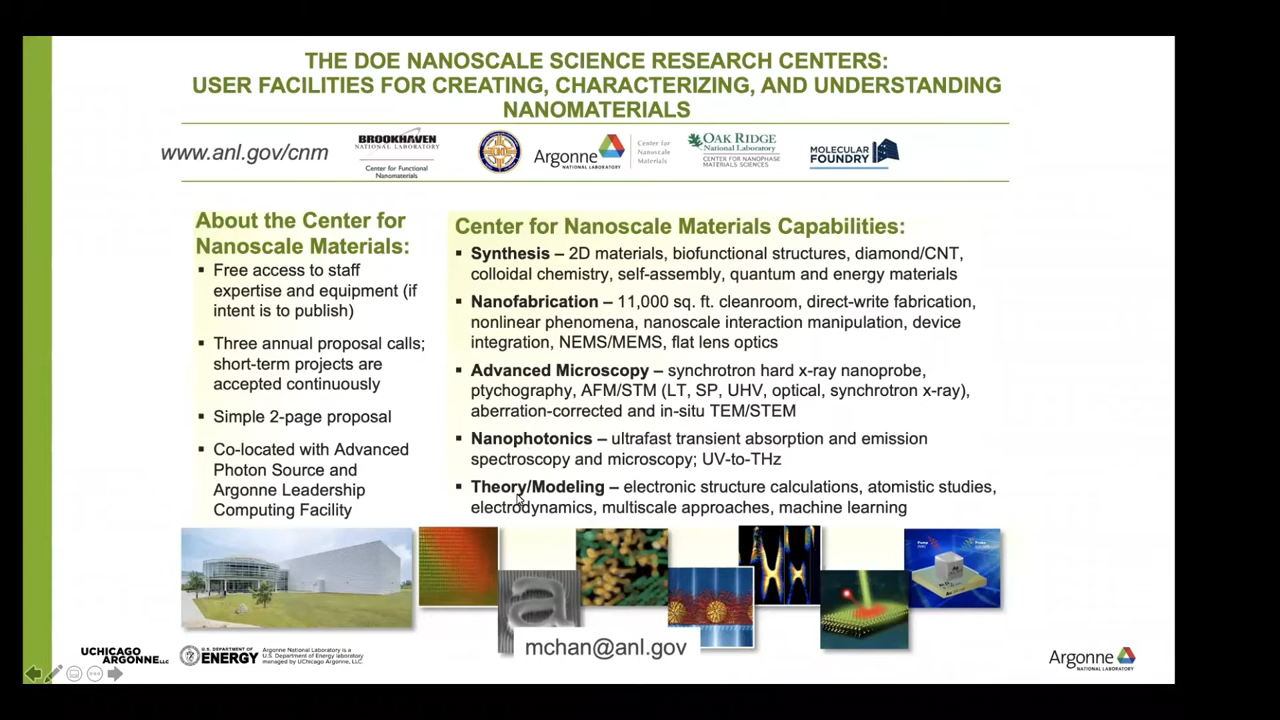 THE DOE NANOSCALE SCIENCE RESEARCH CENTERS:
USER FACILITIES FOR CREATING, CHARACTERIZING, AND UNDERSTANDING
NANOMATERIALS
www.anl.gov/cnm
BROOKHAVEN
NATIONAL LABORATORY
Center for Functional
Nanomaterials
Argonne
NATIONAL LABORATORY
Center for
Nanoscale
Materials
OAK RIDGE
National Laboratory
CENTER FOR NANOPHASE
MATERIALS SCIENCES
MOLECULAR
FOUNDRY
About the Center for
Nanoscale Materials:
▪ Free access to staff
expertise and equipment (if
intent is to publish)
▪ Three annual proposal calls;
short-term projects are
accepted continuously
▪ Simple 2-page proposal
▪ Co-located with Advanced
Photon Source and
Argonne Leadership
Computing Facility
Center for Nanoscale Materials Capabilities:
▪ Synthesis – 2D materials, biofunctional structures, diamond/CNT,
colloidal chemistry, self-assembly, quantum and energy materials
▪ Nanofabrication – 11,000 sq. ft. cleanroom, direct-write fabrication,
nonlinear phenomena, nanoscale interaction manipulation, device
integration, NEMS/MEMS, flat lens optics
▪ Advanced Microscopy – synchrotron hard x-ray nanoprobe,
ptychography, AFM/STM (LT, SP, UHV, optical, synchrotron x-ray),
aberration-corrected and in-situ TEM/STEM
▪ Nanophotonics – ultrafast transient absorption and emission
spectroscopy and microscopy; UV-to-THz
▪ Theory/Modeling – electronic structure calculations, atomistic studies,
electrodynamics, multiscale approaches, machine learning
a
mchan@anl.gov
UCHICAGO
ARGONNE LLC
U.S. DEPARTMENT OF
ENERGY
Argonne National Laboratory is a
U.S. Department of Energy laboratory
managed by UChicago Argonne, LLC.
Argonne
NATIONAL LABORATORY